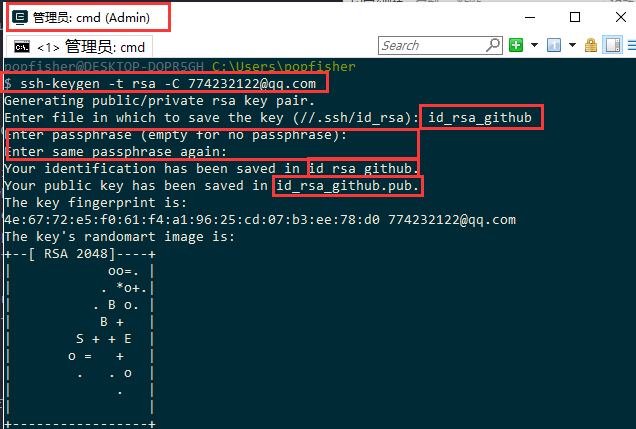 管理员: cmd (Admin)
<1> 管理员: cmd
Search
popfisher@DESKTOP-DOPR5GH C:\Users\popfisher
$ ssh-keygen -t rsa -C 774232122@qq.com
Generating public/private rsa key pair.
Enter file in which to save the key (//.ssh/id_rsa): id_rsa_github
Enter passphrase (empty for no passphrase):
Enter same passphrase again:
Your identification has been saved in id_rsa_github.
Your public key has been saved in id_rsa_github.pub.
The key fingerprint is:
4e:67:72:e5:f0:61:f4:a1:96:25:cd:07:b3:ee:78:d0 774232122@qq.com
The key's randomart image is:
+--[ RSA 2048]----+
|            oo=. |
|           . *o+.|
|          . B o. |
|           B +   |
|        S + + E  |
|       o =   +   |
|        .  . o   |
|             .   |
|                 |
+-----------------+